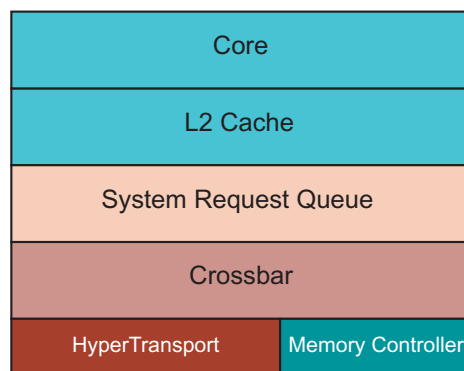 Core
L2 Cache
System Request Queue
Crossbar
HyperTransport
Memory Controller